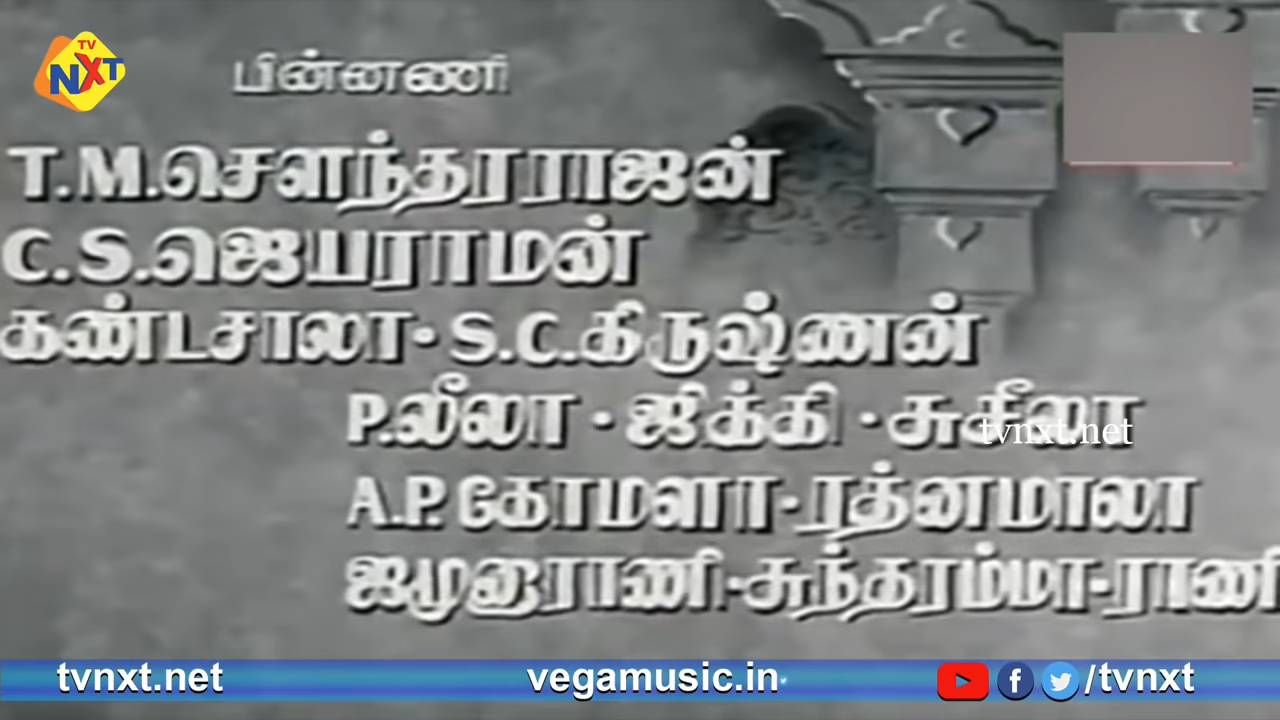 TV
NXT
பின்னணி
T.M.சௌந்தரராஜன்
C.S.ஜெயராமன்
கண்டசாலா·S.C.கிருஷ்ணன்
P.லீலா·ஜிக்கி·சுசீலா
tvnxt.net
A.P.கோமளா·ரத்னமாலா
ஜமுனாராணி·சுந்தரம்மா·ராணி
tvnxt.net vegamusic.in /tvnxt